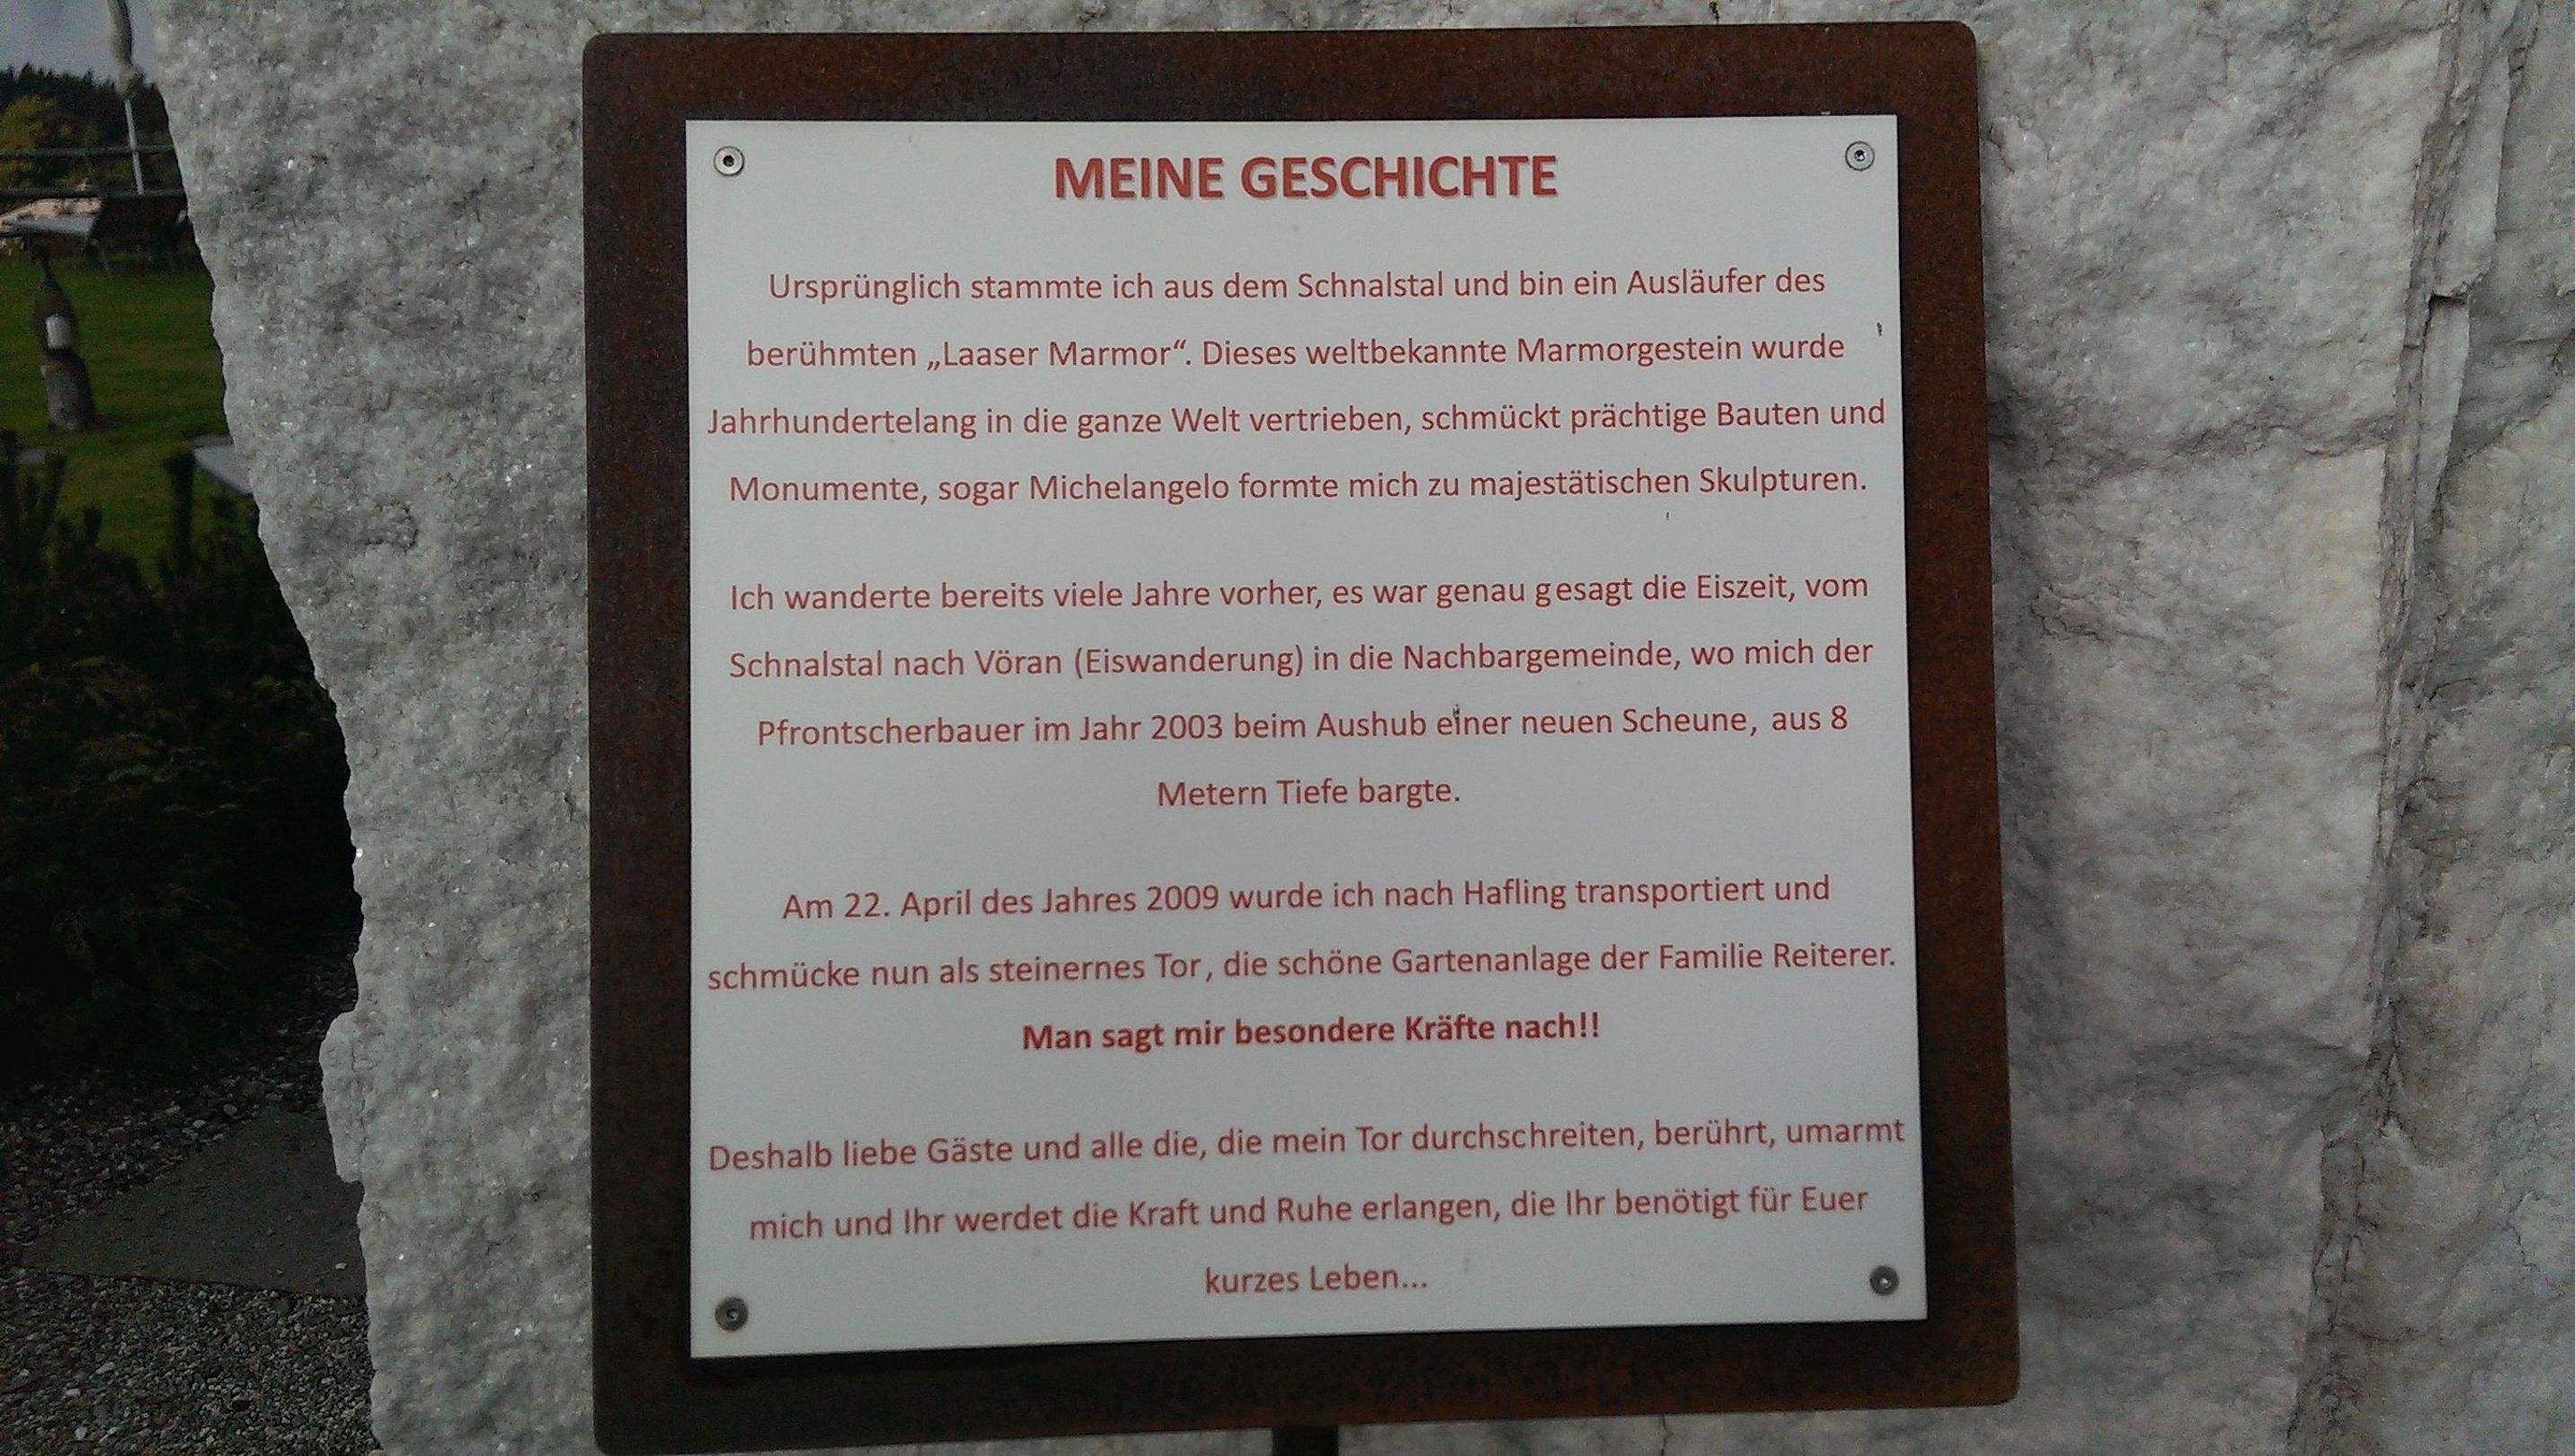 MEINE GESCHICHTE
Ursprünglich stammte ich aus dem Schnalstal und bin ein Ausläufer des
berühmten „Laaser Marmor“. Dieses weltbekannte Marmorgestein wurde
Jahrhundertelang in die ganze Welt vertrieben, schmückt prächtige Bauten und
Monumente, sogar Michelangelo formte mich zu majestätischen Skulpturen.
Ich wanderte bereits viele Jahre vorher, es war genau gesagt die Eiszeit, vom
Schnalstal nach Vöran (Eiswanderung) in die Nachbargemeinde, wo mich der
Pfrontscherbauer im Jahr 2003 beim Aushub einer neuen Scheune, aus 8
Metern Tiefe bargte.
Am 22. April des Jahres 2009 wurde ich nach Hafling transportiert und
schmücke nun als steinernes Tor, die schöne Gartenanlage der Familie Reiterer.
Man sagt mir besondere Kräfte nach!!
Deshalb liebe Gäste und alle die, die mein Tor durchschreiten, berührt, umarmt
mich und Ihr werdet die Kraft und Ruhe erlangen, die Ihr benötigt für Euer
kurzes Leben...